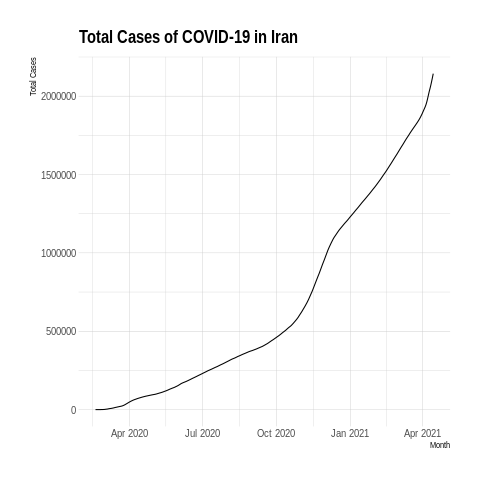 Total Cases of COVID-19 in Iran
Total Cases
2000000
1500000
1000000
500000
0
Apr 2020 Jul 2020 Oct 2020 Jan 2021 Apr 2021
Month